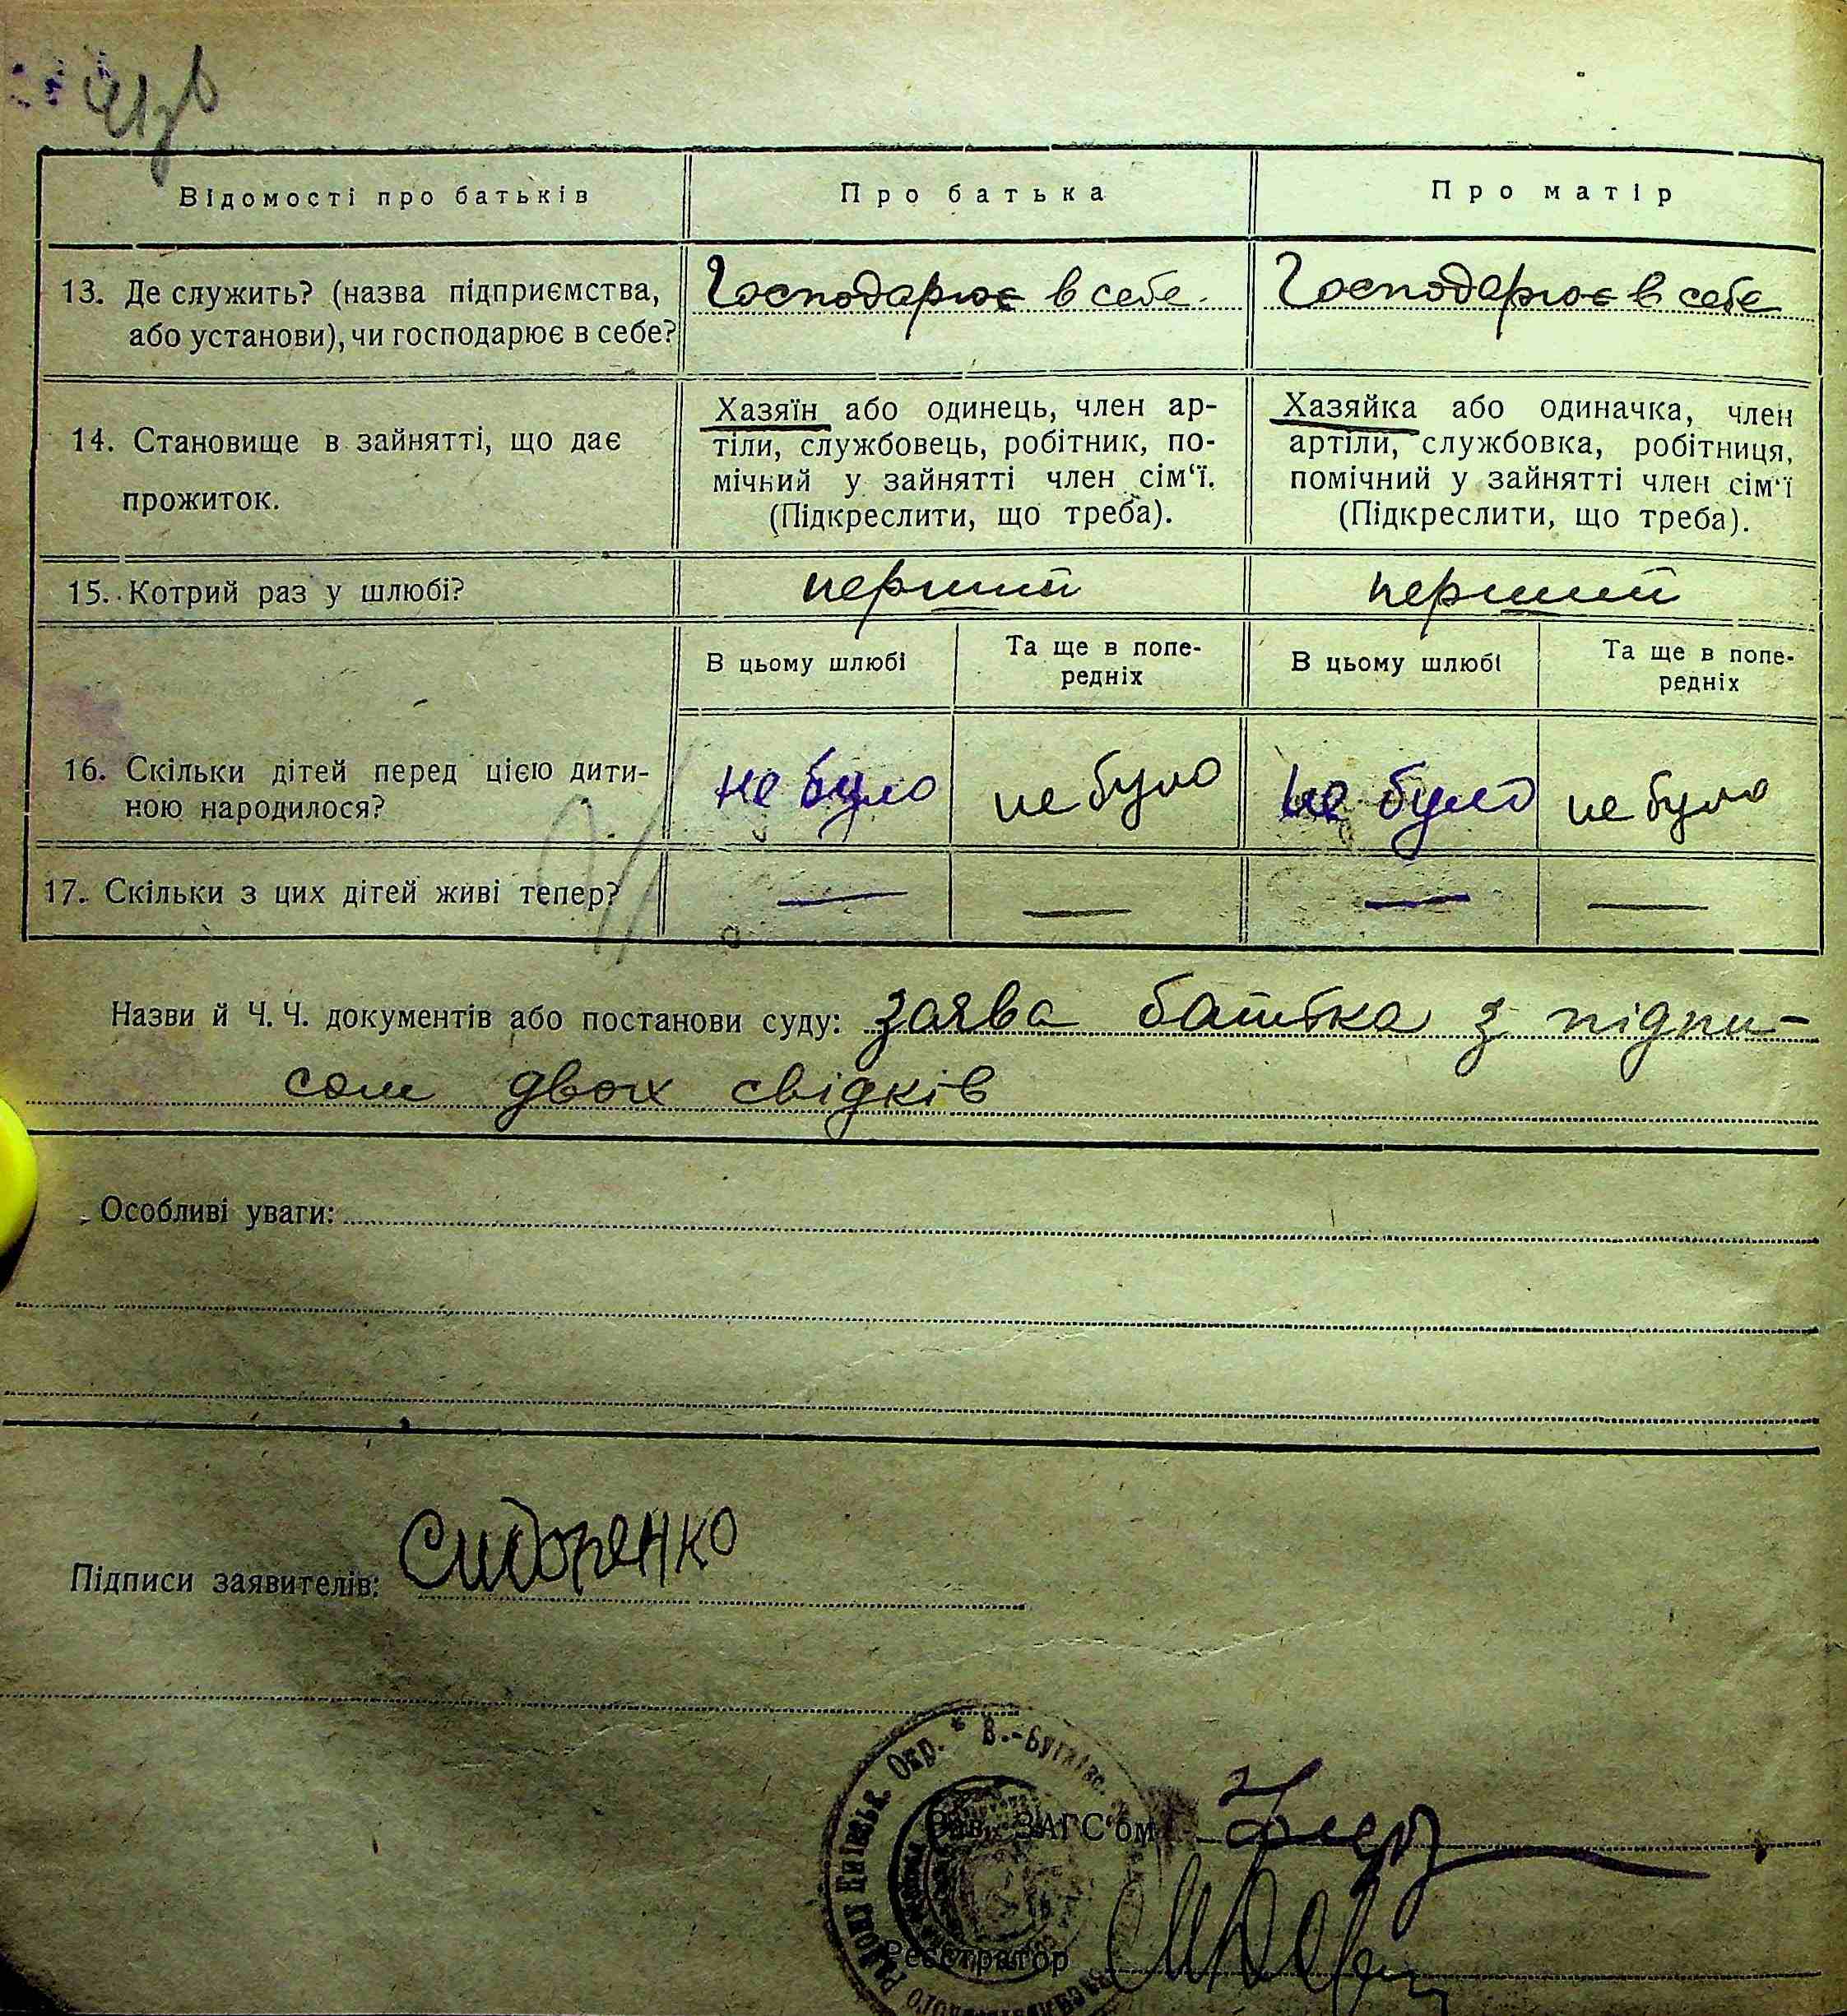 Відомості про батьків
Про батька
Про матір
13. Де служить? (назва підприємства,
або установи), чи господарює в себе?
Господарює в себе.
Господарює в себе
14. Становище в зайнятті, що дає
прожиток.
Хазяїн або одинець, член ар-
тіли, службовець, робітник, по-
мічний у зайнятті член сім'ї.
(Підкреслити, що треба).
Хазяйка або одиначка, член
артіли, службовка, робітниця,
помічний у зайнятті член сім'ї
(Підкреслити, що треба).
15. Котрий раз у шлюбі?
перший
перший
В цьому шлюбі
Та ще в попе-
редніх
В цьому шлюбі
Та ще в попе-
редніх
16. Скільки дітей перед цією дити-
ною народилося?
не було
не було
не було
не було
17. Скільки з цих дітей живі тепер?
—
—
—
—
Назви й Ч. Ч. документів або постанови суду: заява батька з підпи-
сом двох свідків
Особливі уваги:
Підписи заявителів: Сидоренко
Окр. * В.-Бугаївс.
Зав. ЗАГС'ом
Реєстратор